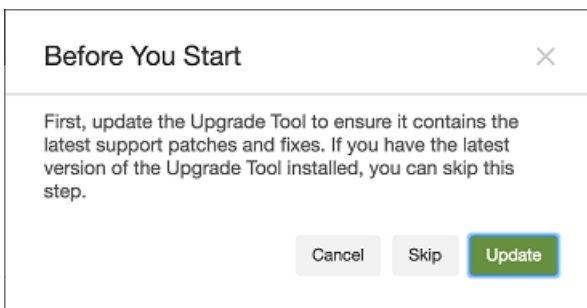 Before You Start
First, update the Upgrade Tool to ensure it contains the
latest support patches and fixes. If you have the latest
version of the Upgrade Tool installed, you can skip this
step.
Cancel Skip Update